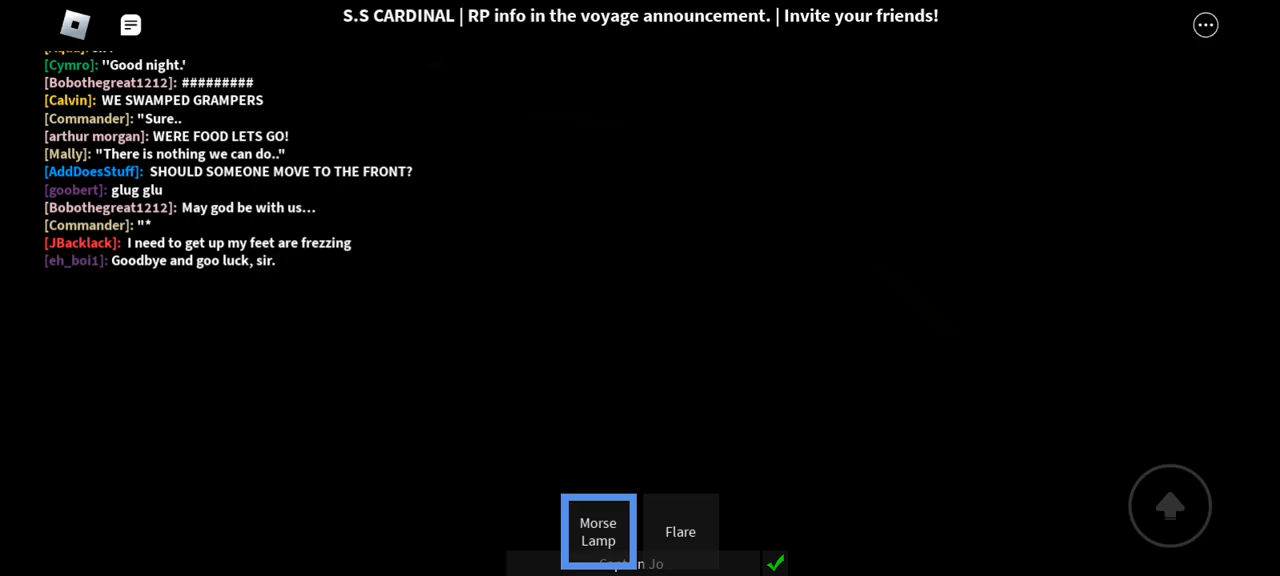 S.S CARDINAL | RP info in the voyage announcement. | Invite your friends!
[Cymro]: ''Good night.'
[Bobothegreat1212]: #########
[Calvin]: WE SWAMPED GRAMPERS
[Commander]: "Sure..
[arthur morgan]: WERE FOOD LETS GO!
[Mally]: "There is nothing we can do.."
[AddDoesStuff]: SHOULD SOMEONE MOVE TO THE FRONT?
[goobert]: glug glu
[Bobothegreat1212]: May god be with us...
[Commander]: "*
[JBacklack]: I need to get up my feet are frezzing
[eh_boi1]: Goodbye and goo luck, sir.
Morse
Lamp
Flare
Captain Jo